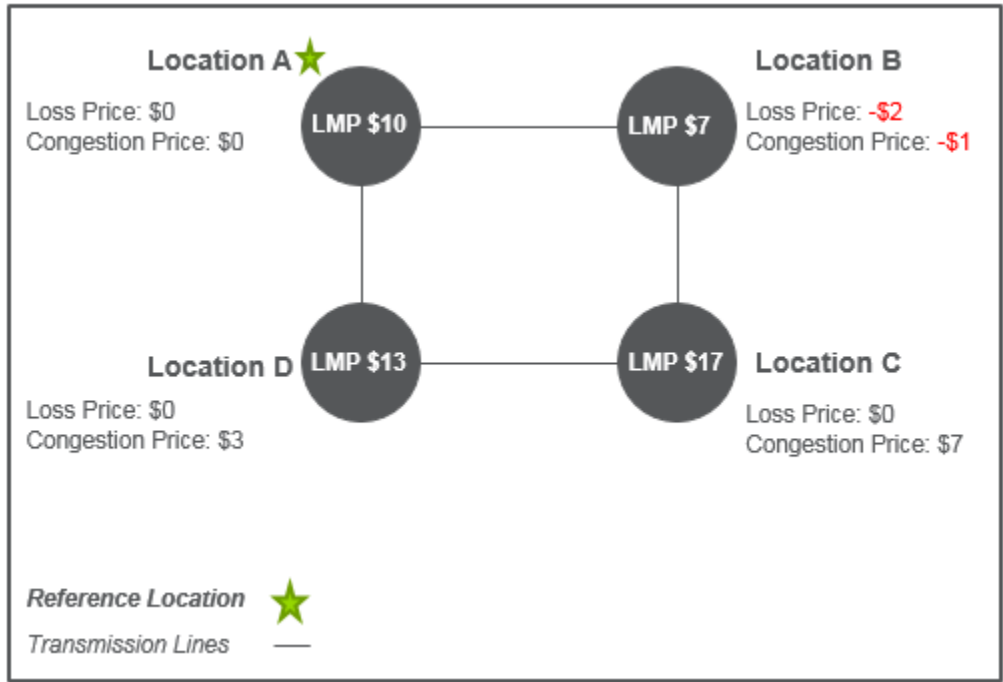 Location A
Loss Price: $0
Congestion Price: $0
LMP $10
LMP $7
Location B
Loss Price: -$2
Congestion Price: -$1
Location D
Loss Price: $0
Congestion Price: $3
LMP $13
LMP $17
Location C
Loss Price: $0
Congestion Price: $7
Reference Location
Transmission Lines